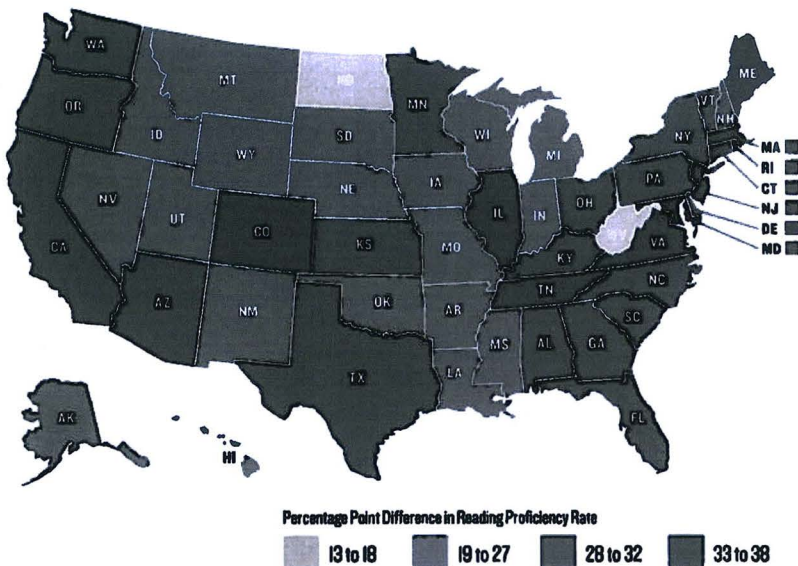 WA
MT
ND
MN
ME
OR
ID
SD
WI
MI
VT
NH
NY
WY
MA
RI
CT
NJ
DE
MD
NV
UT
NE
IA
PA
CA
CO
KS
MO
IL
IN
OH
WV
VA
KY
AZ
NM
OK
AR
TN
NC
SC
TX
LA
MS
AL
GA
FL
AK
HI
Percentage Point Difference in Reading Proficiency Rate
13 to 18 19 to 27 28 to 32 33 to 38